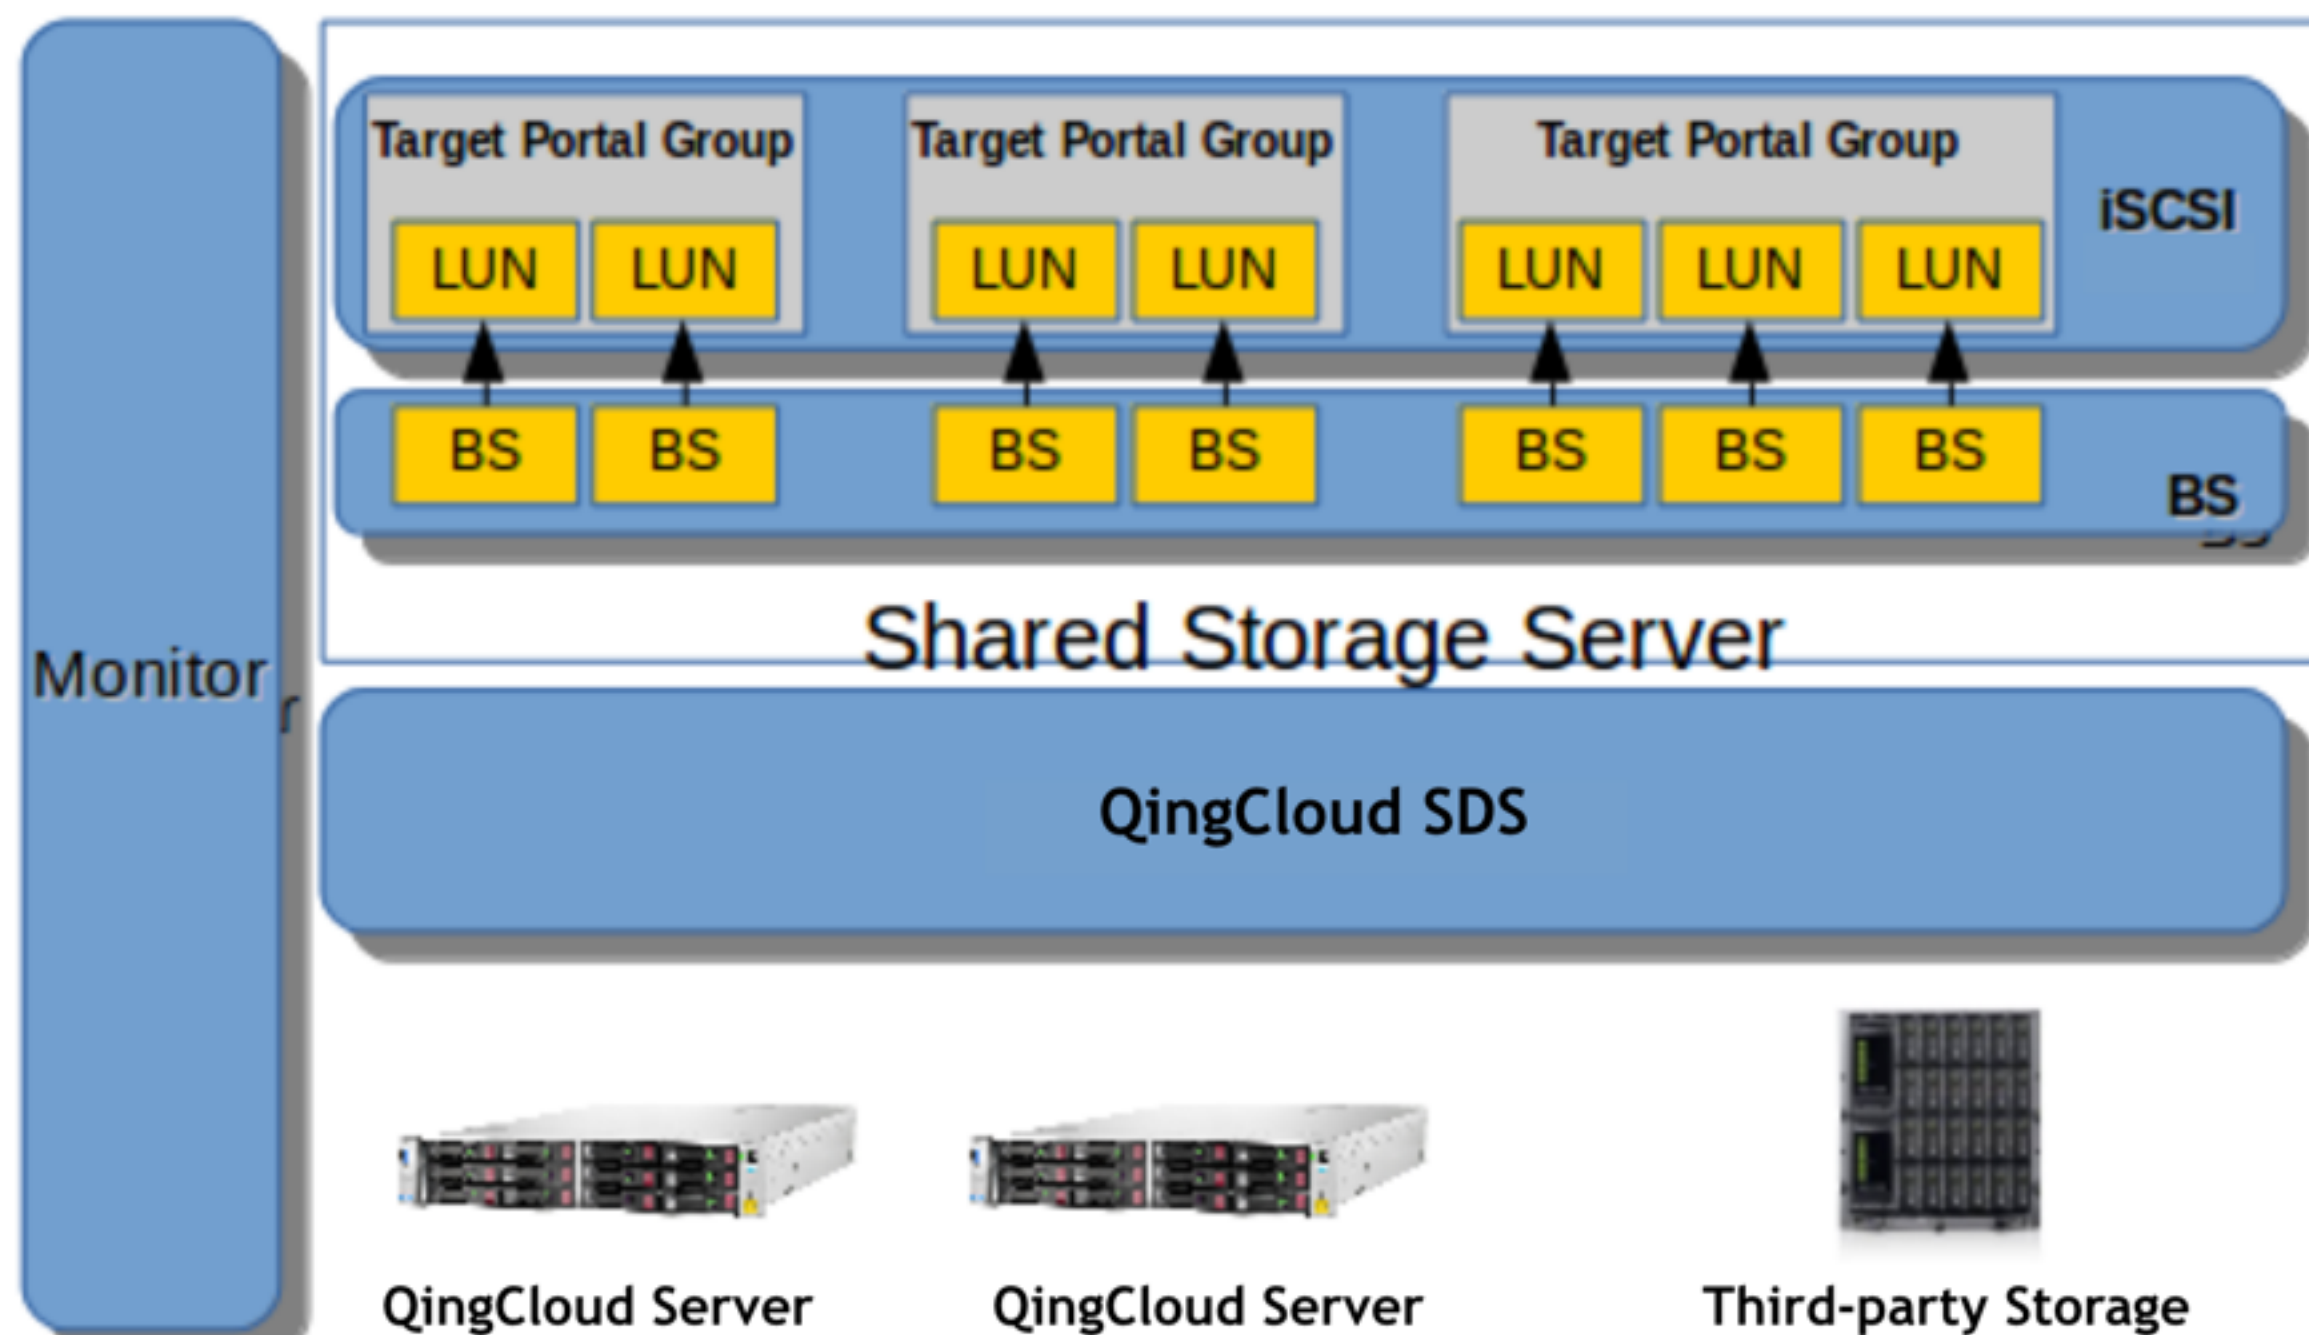 Target Portal Group Target Portal Group Target Portal Group
iSCSI
LUN LUN LUN LUN LUN LUN LUN
BS BS BS BS BS BS BS
BS
Shared Storage Server
Monitor
QingCloud SDS
QingCloud Server QingCloud Server Third-party Storage